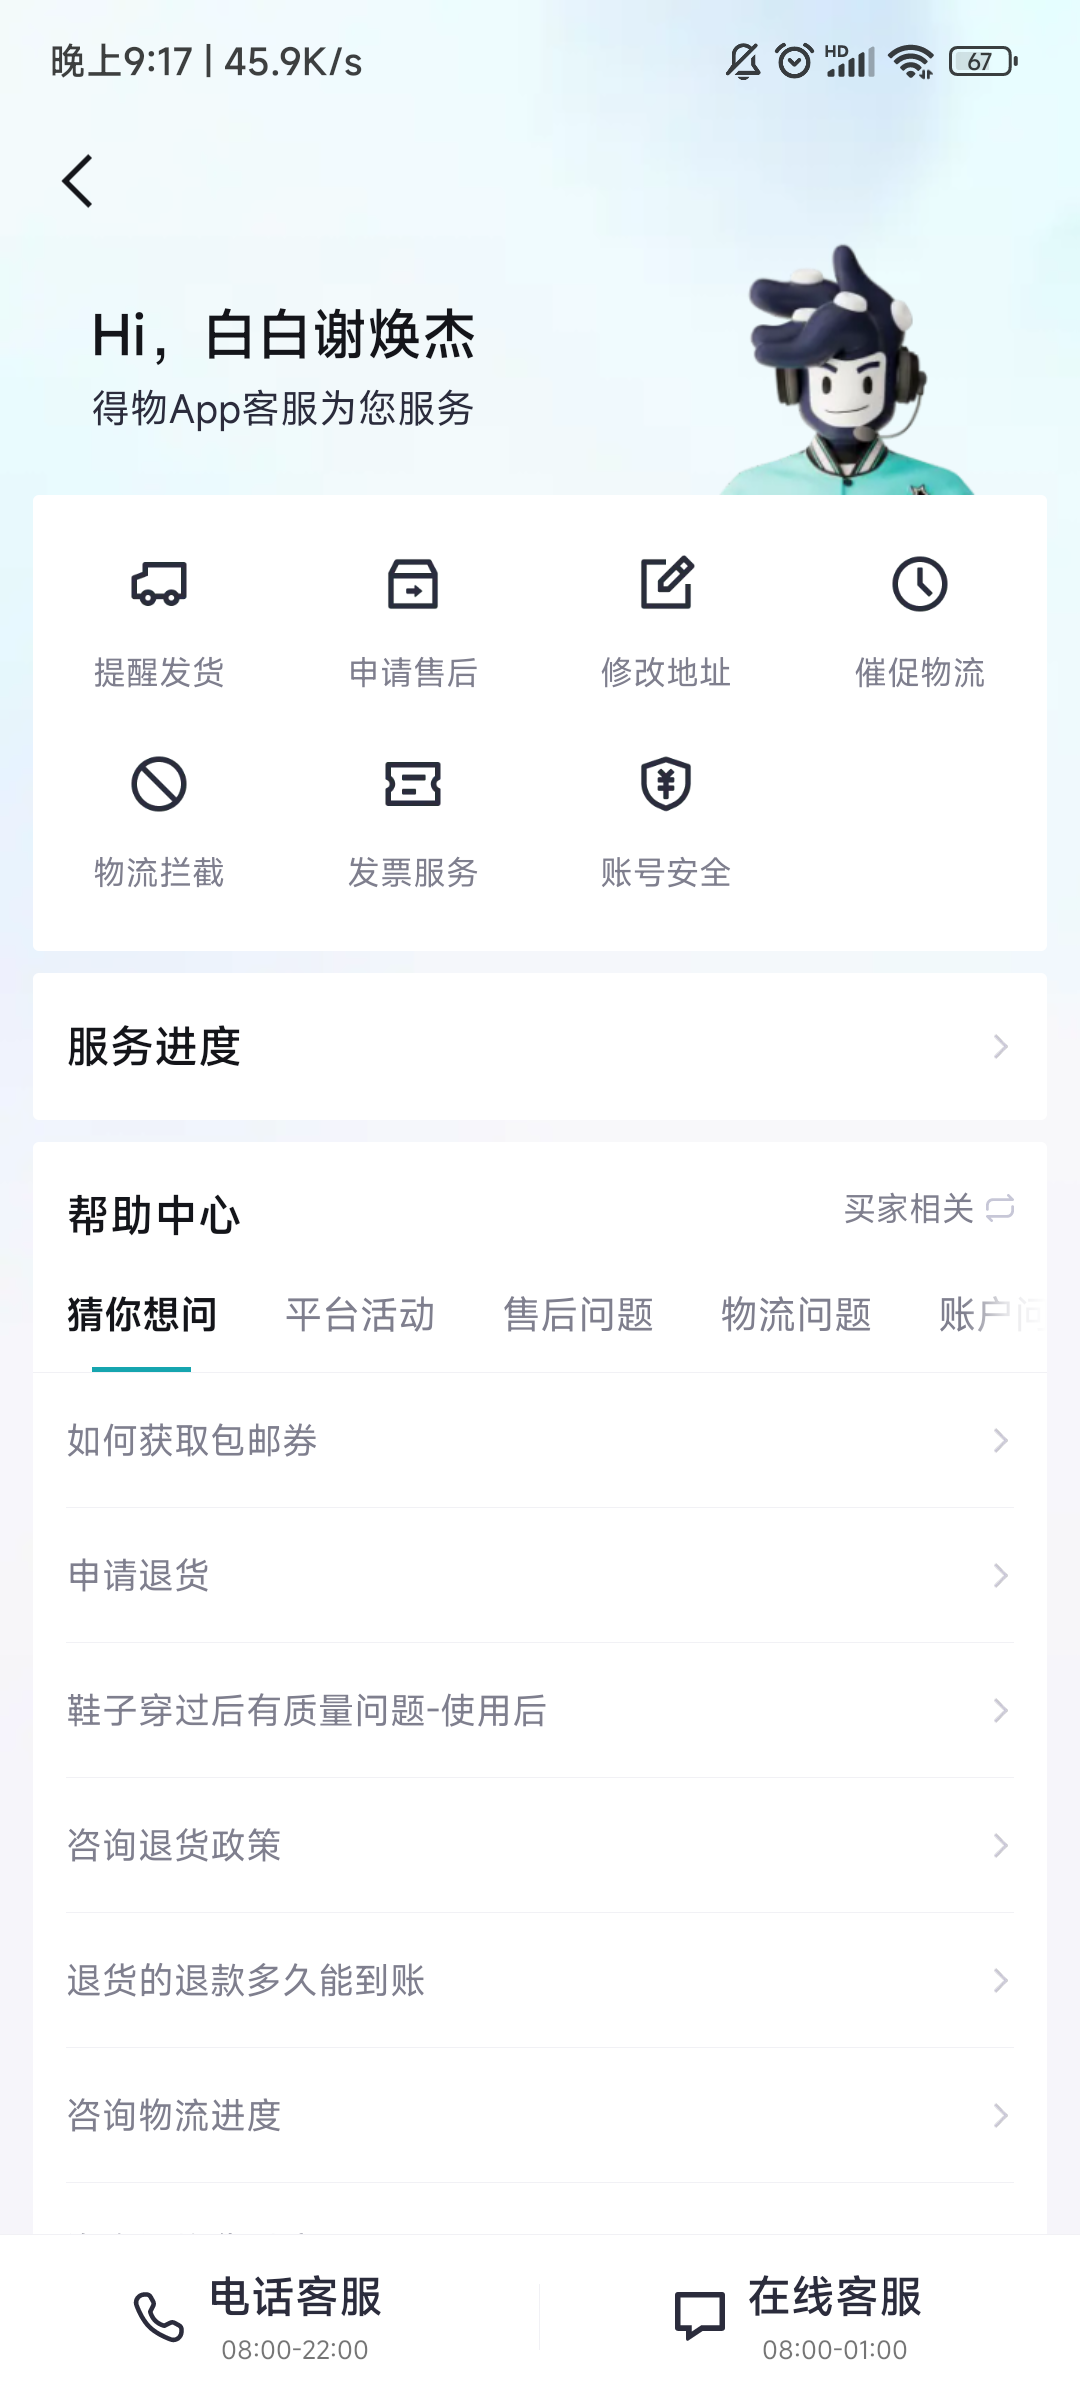 晚上9:17 | 45.9K/s
HD
67
Hi，白白谢焕杰
得物App客服为您服务
提醒发货 申请售后 修改地址 催促物流
物流拦截 发票服务 账号安全
服务进度
帮助中心 买家相关
猜你想问 平台活动 售后问题 物流问题 账户问
如何获取包邮券
申请退货
鞋子穿过后有质量问题-使用后
咨询退货政策
退货的退款多久能到账
咨询物流进度
电话客服 在线客服
08:00-22:00 08:00-01:00